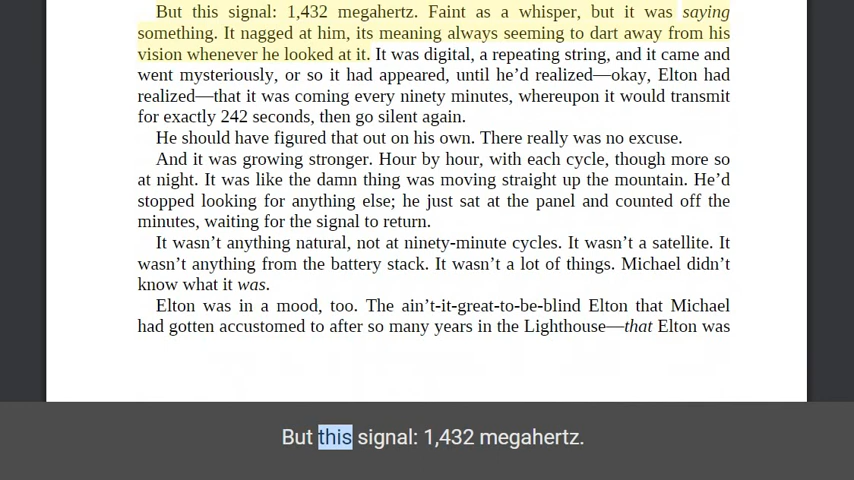 But this signal: 1,432 megahertz. Faint as a whisper, but it was saying
something. It nagged at him, its meaning always seeming to dart away from his
vision whenever he looked at it. It was digital, a repeating string, and it came and
went mysteriously, or so it had appeared, until he’d realized—okay, Elton had
realized—that it was coming every ninety minutes, whereupon it would transmit
for exactly 242 seconds, then go silent again.
He should have figured that out on his own. There really was no excuse.
And it was growing stronger. Hour by hour, with each cycle, though more so
at night. It was like the damn thing was moving straight up the mountain. He’d
stopped looking for anything else; he just sat at the panel and counted off the
minutes, waiting for the signal to return.
It wasn’t anything natural, not at ninety-minute cycles. It wasn’t a satellite. It
wasn’t anything from the battery stack. It wasn’t a lot of things. Michael didn’t
know what it was.
Elton was in a mood, too. The ain’t-it-great-to-be-blind Elton that Michael
had gotten accustomed to after so many years in the Lighthouse—that Elton was
But this signal: 1,432 megahertz.